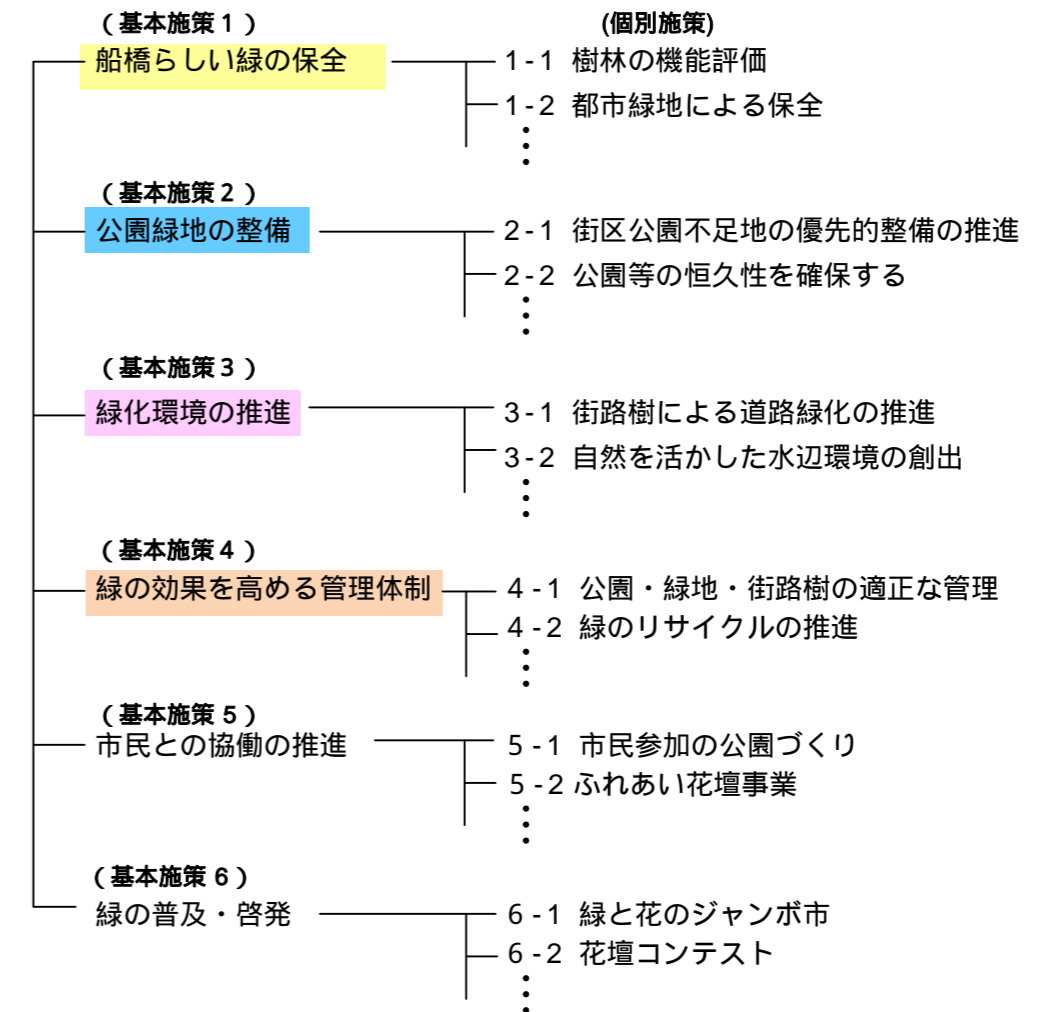 （基本施策１） (個別施策)
船橋らしい緑の保全 1-1 樹林の機能評価
1-2 都市緑地による保全
（基本施策２）
公園緑地の整備 2-1 街区公園不足地の優先的整備の推進
2-2 公園等の恒久性を確保する
（基本施策３）
緑化環境の推進 3-1 街路樹による道路緑化の推進
3-2 自然を活かした水辺環境の創出
（基本施策４）
緑の効果を高める管理体制 4-1 公園・緑地・街路樹の適正な管理
4-2 緑のリサイクルの推進
（基本施策５）
市民との協働の推進 5-1 市民参加の公園づくり
5-2 ふれあい花壇事業
（基本施策６）
緑の普及・啓発 6-1 緑と花のジャンボ市
6-2 花壇コンテスト